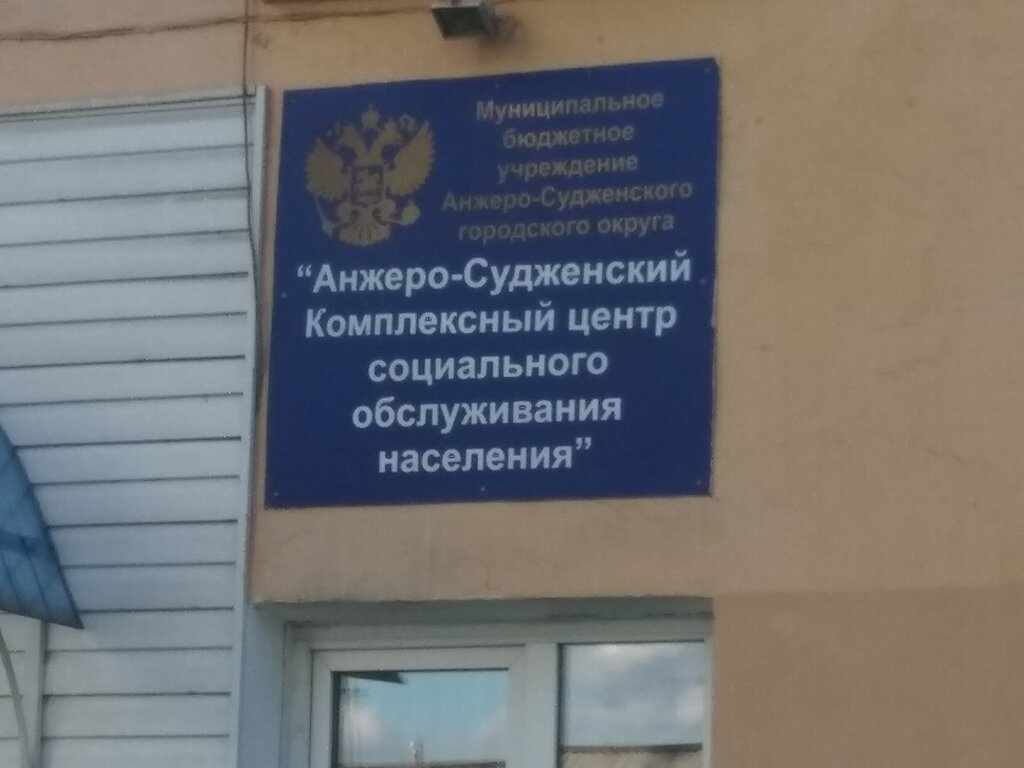 Муниципальное
бюджетное
учреждение
Анжеро-Судженского
городского округа
“Анжеро-Судженский
Комплексный центр
социального
обслуживания
населения”